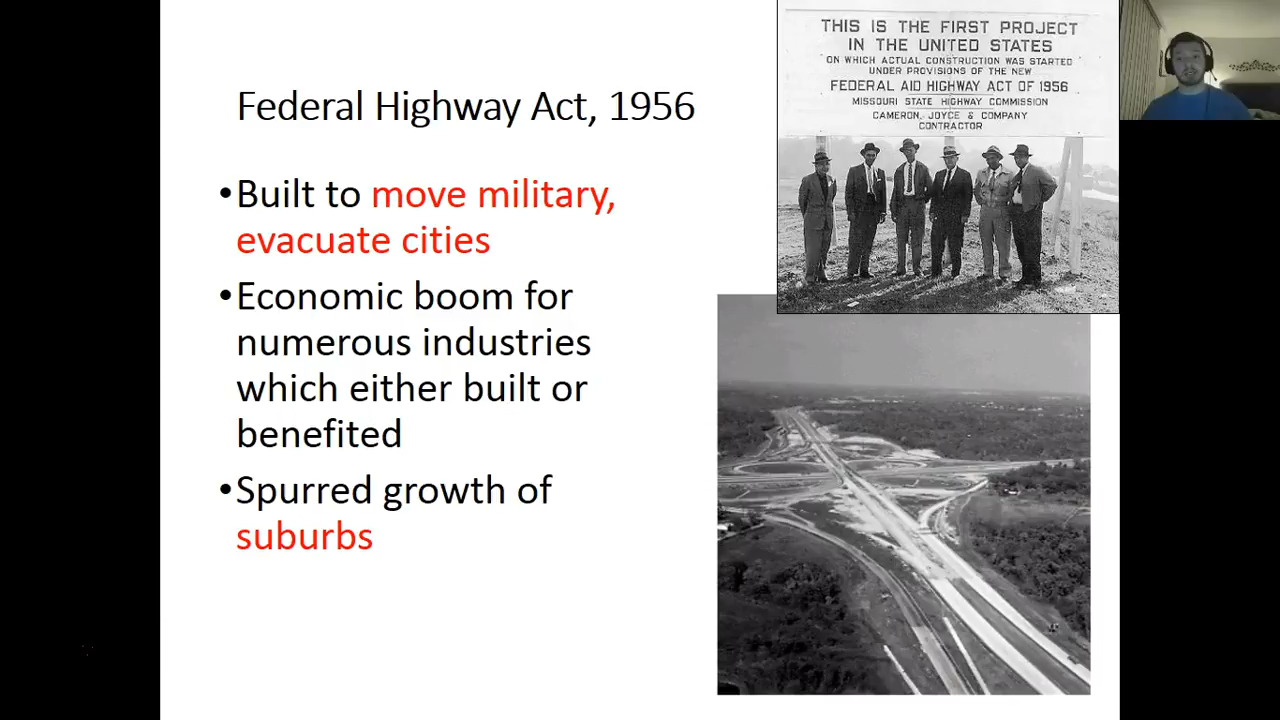 Federal Highway Act, 1956
•Built to move military,
evacuate cities
•Economic boom for
numerous industries
which either built or
benefited
•Spurred growth of
suburbs
THIS IS THE FIRST PROJECT
IN THE UNITED STATES
ON WHICH ACTUAL CONSTRUCTION WAS STARTED
UNDER PROVISIONS OF THE NEW
FEDERAL AID HIGHWAY ACT OF 1956
MISSOURI STATE HIGHWAY COMMISSION
CAMERON, JOYCE & COMPANY
CONTRACTOR